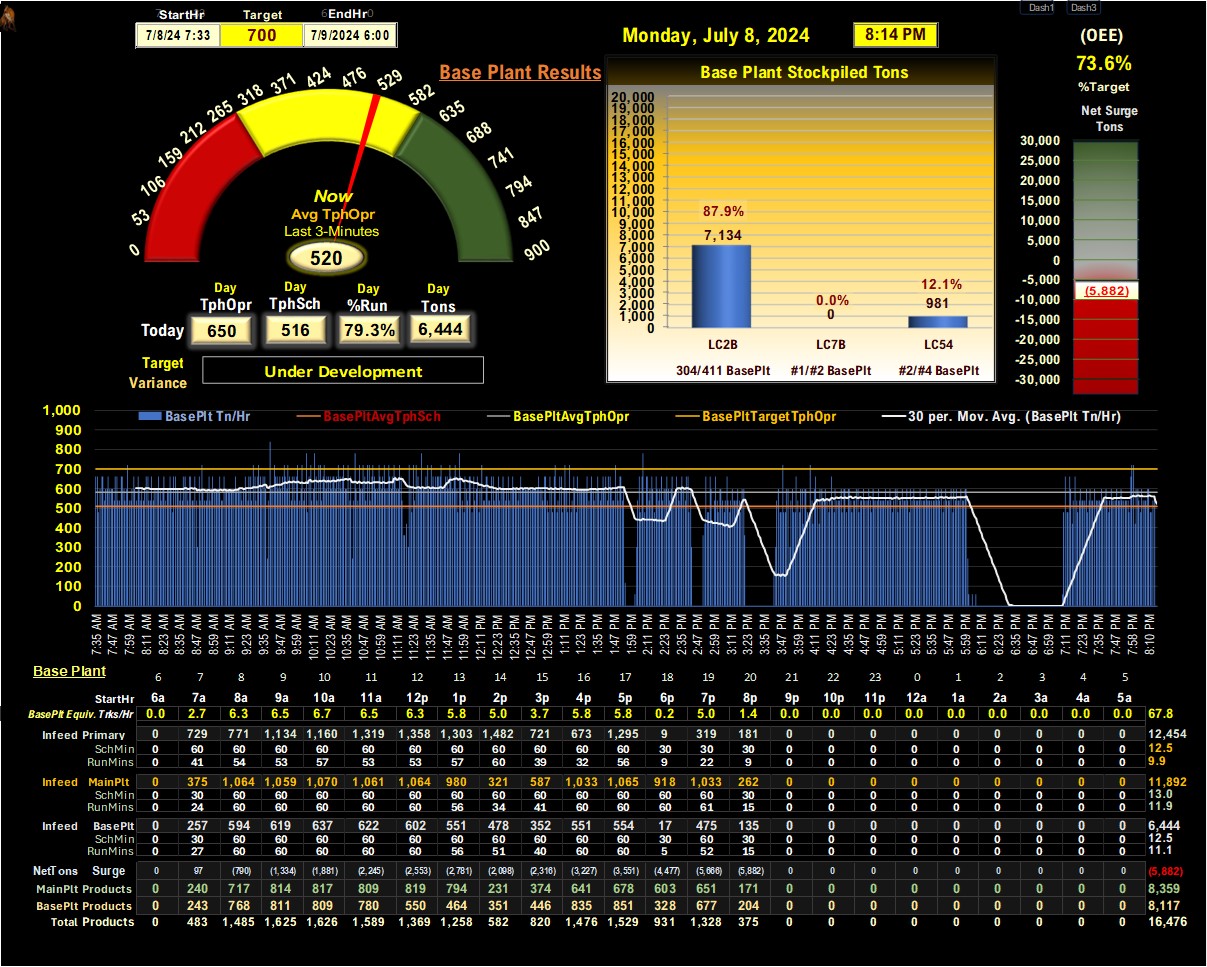 Dash1 Dash3
StartHr Target EndHr
7/8/24 7:33 700 7/9/2024 6:00
Monday, July 8, 2024 8:14 PM
(OEE)
73.6%
%Target
Net Surge
Tons
Base Plant Results
0 53 106 159 212 265 318 371 424 476 529 582 635 688 741 794 847 900
Now
Avg TphOpr
Last 3-Minutes
520
Day Day Day Day
TphOpr TphSch %Run Tons
Today 650 516 79.3% 6,444
Target
Variance
Under Development
Base Plant Stockpiled Tons
20,000
19,000
18,000
17,000
16,000
15,000
14,000
13,000
12,000
11,000
10,000
9,000
8,000
7,000
6,000
5,000
4,000
3,000
2,000
1,000
0
87.9% 0.0% 12.1%
7,134 0 981
LC2B LC7B LC54
304/411 BasePlt #1/#2 BasePlt #2/#4 BasePlt
30,000
25,000
20,000
15,000
10,000
5,000
0
-5,000
(5,882)
-10,000
-15,000
-20,000
-25,000
-30,000
BasePlt Tn/Hr BasePltAvgTphSch BasePltAvgTphOpr BasePltTargetTphOpr 30 per. Mov. Avg. (BasePlt Tn/Hr)
1,000
900
800
700
600
500
400
300
200
100
0
7:35 AM 7:47 AM 7:59 AM 8:11 AM 8:23 AM 8:35 AM 8:47 AM 8:59 AM 9:11 AM 9:23 AM 9:35 AM 9:47 AM 9:59 AM 10:11 AM 10:23 AM 10:35 AM 10:47 AM 10:59 AM 11:11 AM 11:23 AM 11:35 AM 11:47 AM 11:59 AM 12:11 PM 12:23 PM 12:35 PM 12:47 PM 12:59 PM 1:10 PM 1:22 PM 1:34 PM 1:47 PM 1:59 PM 2:11 PM 2:23 PM 2:35 PM 2:47 PM 2:59 PM 3:11 PM 3:23 PM 3:35 PM 3:47 PM 3:59 PM 4:11 PM 4:23 PM 4:35 PM 4:47 PM 4:59 PM 5:11 PM 5:23 PM 5:35 PM 5:47 PM 5:59 PM 6:11 PM 6:23 PM 6:35 PM 6:47 PM 6:59 PM 7:11 PM 7:23 PM 7:35 PM 7:47 PM 7:58 PM 8:10 PM
Base Plant 6 7 8 9 10 11 12 13 14 15 16 17 18 19 20 21 22 23 0 1 2 3 4 5
StartHr 6a 7a 8a 9a 10a 11a 12p 1p 2p 3p 4p 5p 6p 7p 8p 9p 10p 11p 12a 1a 2a 3a 4a 5a
BasePlt Equiv. Trks/Hr 0.0 2.7 6.3 6.5 6.7 6.5 6.3 5.8 5.0 3.7 5.8 5.8 0.2 5.0 1.4 0.0 0.0 0.0 0.0 0.0 0.0 0.0 0.0 0.0 67.8
Infeed Primary 0 729 771 1,134 1,160 1,319 1,358 1,303 1,482 721 673 1,295 9 319 181 0 0 0 0 0 0 0 0 0 12,454
SchMin 0 60 60 60 60 60 60 60 60 60 60 60 30 30 30 0 0 0 0 0 0 0 0 0 12.5
RunMins 0 41 54 53 57 53 53 57 60 39 32 56 9 22 9 0 0 0 0 0 0 0 0 0 9.9
Infeed MainPlt 0 375 1,064 1,059 1,070 1,061 1,064 980 321 587 1,033 1,065 918 1,033 262 0 0 0 0 0 0 0 0 0 11,892
SchMin 0 30 60 60 60 60 60 60 60 60 60 60 60 60 30 0 0 0 0 0 0 0 0 0 13.0
RunMins 0 24 60 60 60 60 60 56 34 41 60 60 60 61 15 0 0 0 0 0 0 0 0 0 11.9
Infeed BasePlt 0 257 594 619 637 622 602 551 478 352 551 554 17 475 135 0 0 0 0 0 0 0 0 0 6,444
SchMin 0 30 60 60 60 60 60 60 60 60 60 60 30 60 30 0 0 0 0 0 0 0 0 0 12.5
RunMins 0 27 60 60 60 60 60 56 51 40 60 60 5 52 15 0 0 0 0 0 0 0 0 0 11.1
NetTons Surge 0 97 (790) (1,334) (1,881) (2,245) (2,553) (2,781) (2,098) (2,316) (3,227) (3,551) (4,477) (5,666) (5,882) 0 0 0 0 0 0 0 0 0 (5,882)
MainPlt Products 0 240 717 814 817 809 819 794 231 374 641 678 603 651 171 0 0 0 0 0 0 0 0 0 8,359
BasePlt Products 0 243 768 811 809 780 550 464 351 446 835 851 328 677 204 0 0 0 0 0 0 0 0 0 8,117
Total Products 0 483 1,485 1,625 1,626 1,589 1,369 1,258 582 820 1,476 1,529 931 1,328 375 0 0 0 0 0 0 0 0 0 16,476